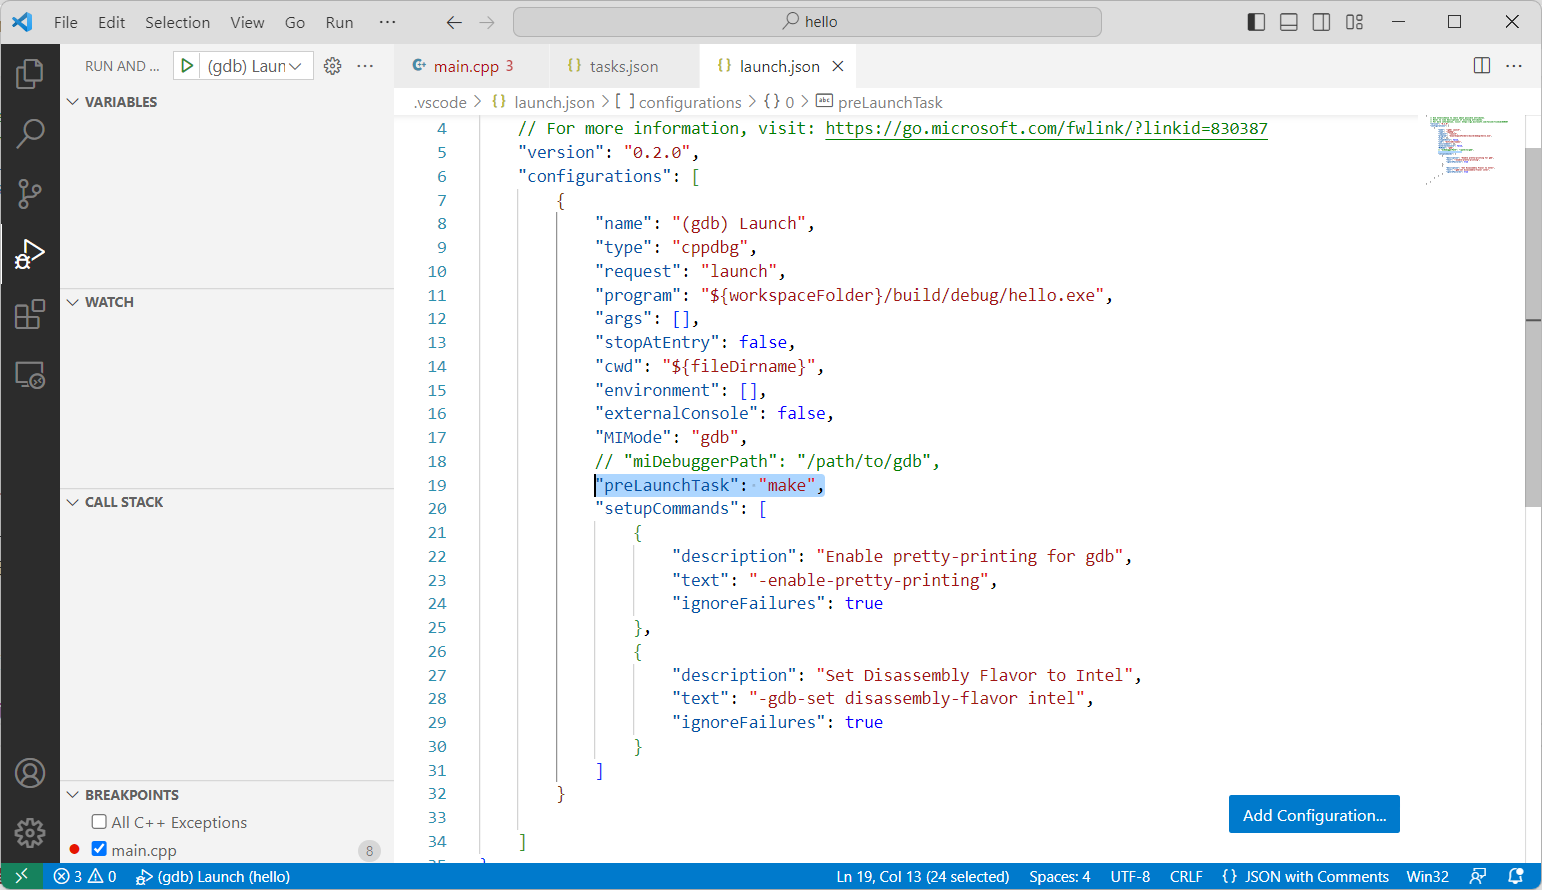 File Edit Selection View Go Run ··· hello
RUN AND ... (gdb) Laun ···
main.cpp 3 tasks.json launch.json ···
.vscode > {} launch.json > [ ] configurations > {} 0 > abc preLaunchTask
VARIABLES
WATCH
CALL STACK
BREAKPOINTS
All C++ Exceptions
main.cpp 8
4 // For more information, visit: https://go.microsoft.com/fwlink/?linkid=830387
5 "version": "0.2.0",
6 "configurations": [
7 {
8 "name": "(gdb) Launch",
9 "type": "cppdbg",
10 "request": "launch",
11 "program": "${workspaceFolder}/build/debug/hello.exe",
12 "args": [],
13 "stopAtEntry": false,
14 "cwd": "${fileDirname}",
15 "environment": [],
16 "externalConsole": false,
17 "MIMode": "gdb",
18 // "miDebuggerPath": "/path/to/gdb",
19 "preLaunchTask": "make",
20 "setupCommands": [
21 {
22 "description": "Enable pretty-printing for gdb",
23 "text": "-enable-pretty-printing",
24 "ignoreFailures": true
25 },
26 {
27 "description": "Set Disassembly Flavor to Intel",
28 "text": "-gdb-set disassembly-flavor intel",
29 "ignoreFailures": true
30 }
31 ]
32 }
33
34 ]
Add Configuration...
3 0 (gdb) Launch (hello) Ln 19, Col 13 (24 selected) Spaces: 4 UTF-8 CRLF {} JSON with Comments Win32